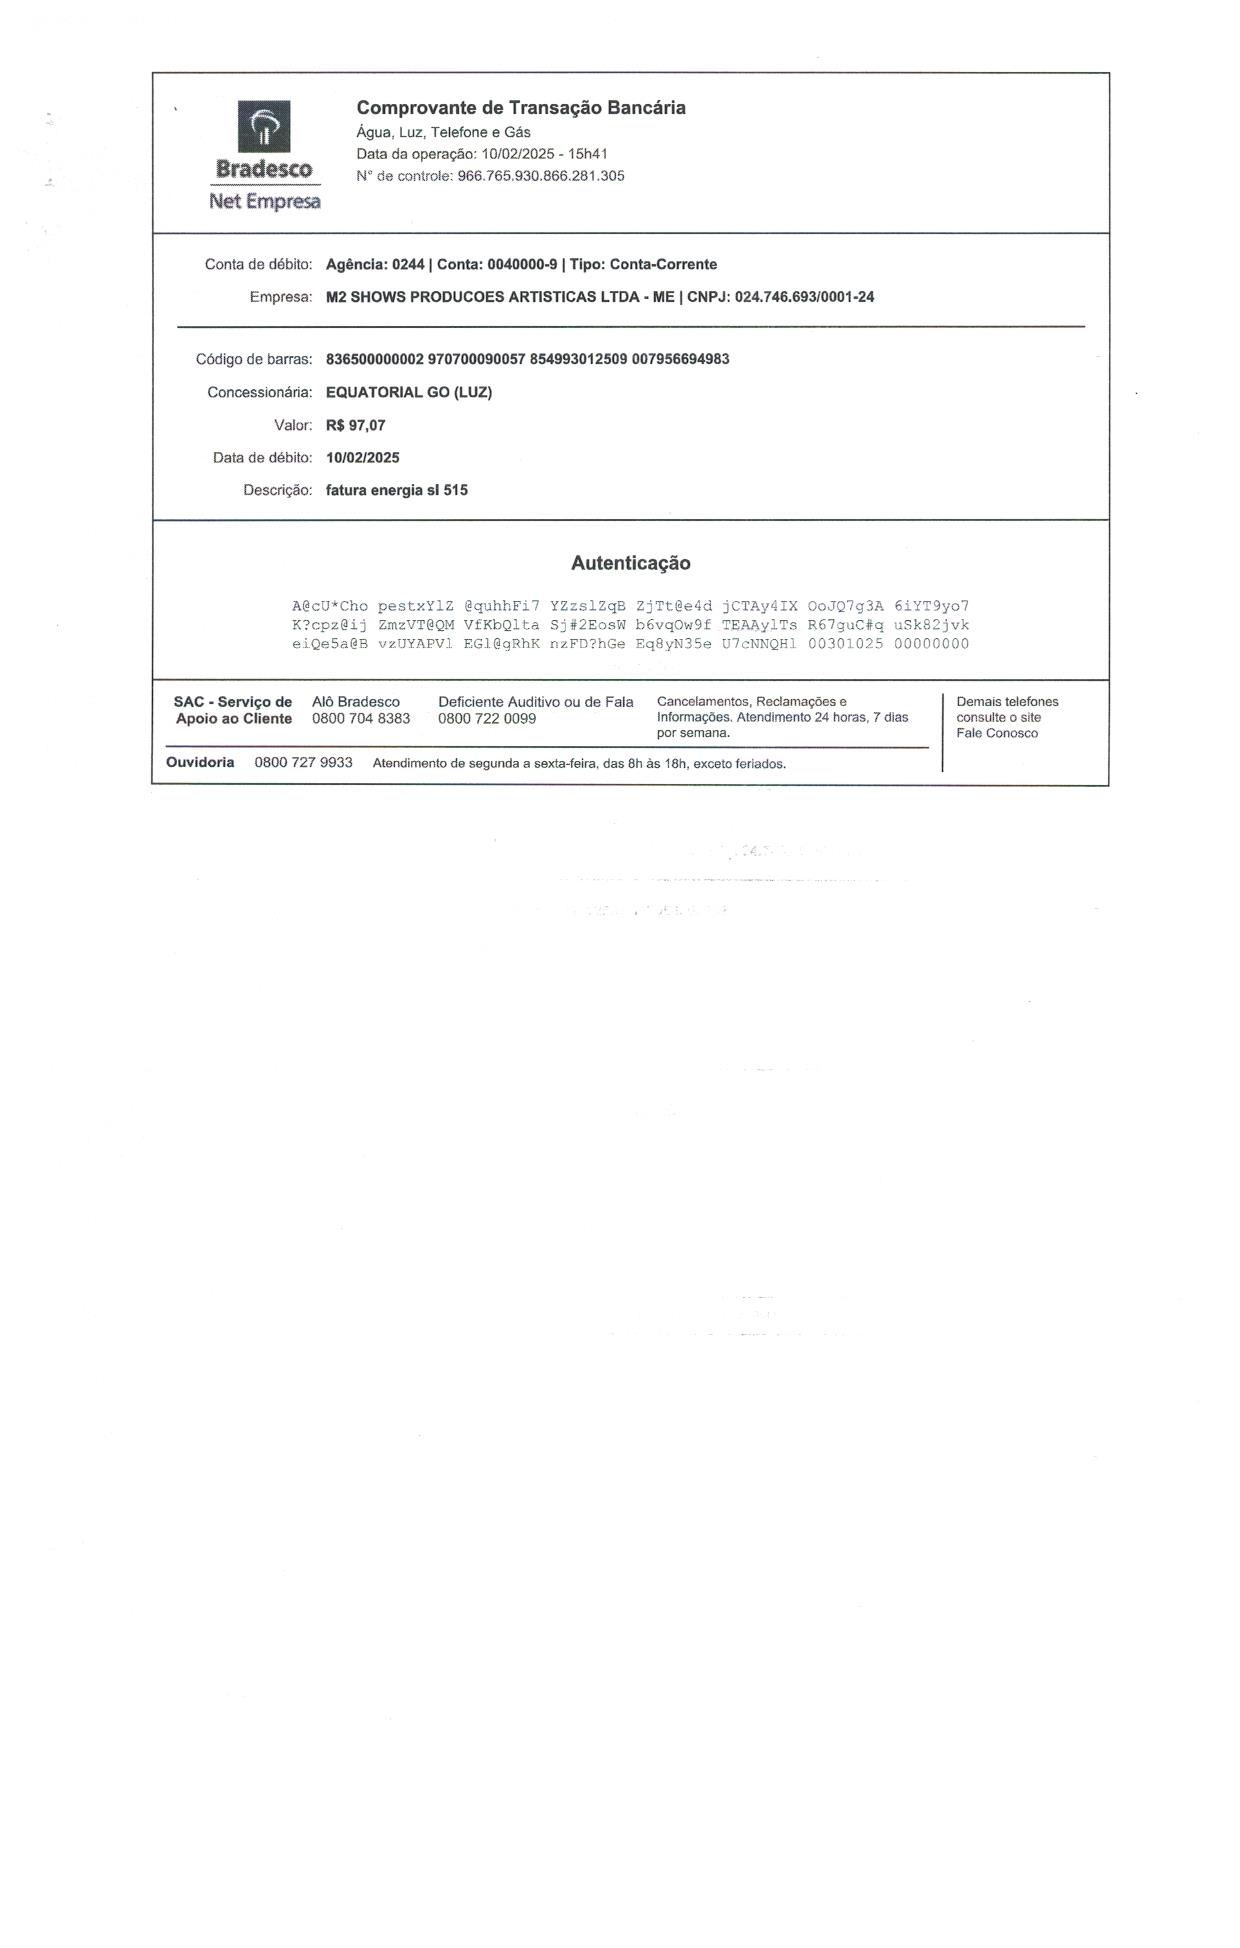 Bradesco
Net Empresa
Comprovante de Transação Bancária
Água, Luz, Telefone e Gás
Data da operação: 10/02/2025 - 15h41
N° de controle: 966.765.930.866.281.305
Conta de débito: Agência: 0244 | Conta: 0040000-9 | Tipo: Conta-Corrente
Empresa: M2 SHOWS PRODUCOES ARTISTICAS LTDA - ME | CNPJ: 024.746.693/0001-24
Código de barras: 836500000002 970700090057 854993012509 007956694983
Concessionária: EQUATORIAL GO (LUZ)
Valor: R$ 97,07
Data de débito: 10/02/2025
Descrição: fatura energia sl 515
Autenticação
A@cU*Cho pestxYlZ @quhhFi7 YZzslZqB ZjTt@e4d jCTAy4IX OoJQ7g3A 6iYT9yo7
K?cpz@ij ZmzVT@QM VfKbQlta Sj#2EosW b6vqOw9f TEAAylTs R67guC#q uSk82jvk
eiQe5a@B vzUYAPVl EGl@gRhK nzFD?hGe Eq8yN35e U7cNNQHl 00301025 00000000
SAC - Serviço de
Apoio ao Cliente
Alô Bradesco
0800 704 8383
Deficiente Auditivo ou de Fala
0800 722 0099
Cancelamentos, Reclamações e
Informações. Atendimento 24 horas, 7 dias
por semana.
Demais telefones
consulte o site
Fale Conosco
Ouvidoria 0800 727 9933 Atendimento de segunda a sexta-feira, das 8h às 18h, exceto feriados.